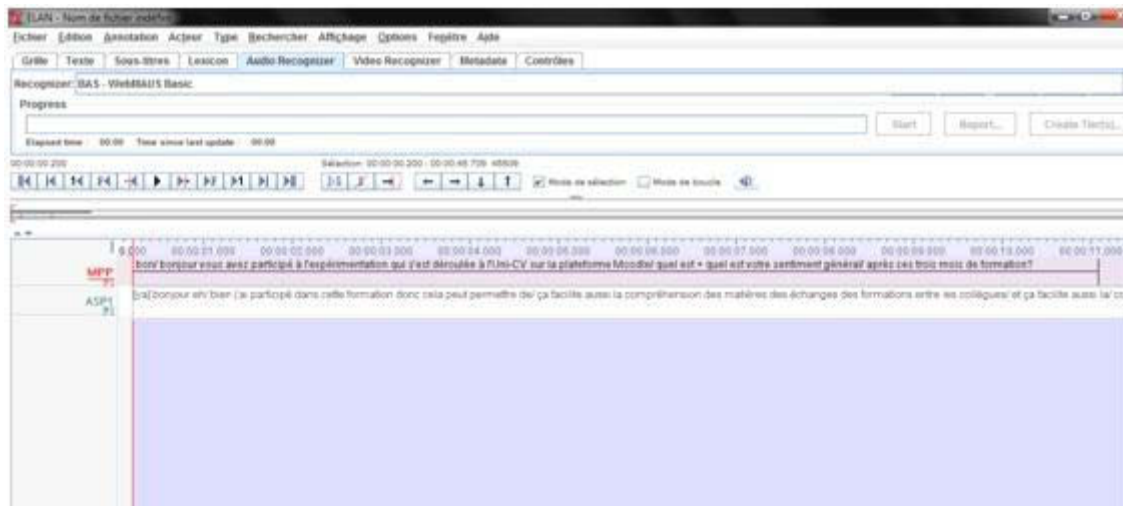 ELAN - Nom de fichier indéfini
Fichier Edition Annotation Acteur Type Rechercher Affichage Options Fenêtre Aide
Grille Texte Sous-titres Lexicon Audio Recognizer Video Recognizer Metadata Contrôles
Recognizer: BAS - WebMAUS Basic
Progress
Start Report... Create Tier(s)...
Elapsed time : 00:00 Time since last update : 00:00
00:00:00.200 Sélection: 00:00:00.200 - 00:00:48.709 48509
Mode de sélection Mode de boucle
0.000 00:00:01.000 00:00:02.000 00:00:03.000 00:00:04.000 00:00:05.000 00:00:06.000 00:00:07.000 00:00:08.000 00:00:09.000 00:00:10.000 00:00:11.000
MPP bon/ bonjour vous avez participé à l'expérimentation qui s'est déroulée à l'Uni-CV sur la plateforme Moodle/ quel est + quel est votre sentiment général/ après ces trois mois de formation?
[1]
ASP1 bonjour eh/ bien j'ai participé dans cette formation donc cela peut permettre de/ ça facilite aussi la compréhension des matières des échanges des formations entre les collègues/ et ça facilite aussi la/